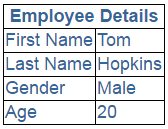 Employee Details
First Name Tom
Last Name Hopkins
Gender Male
Age 20